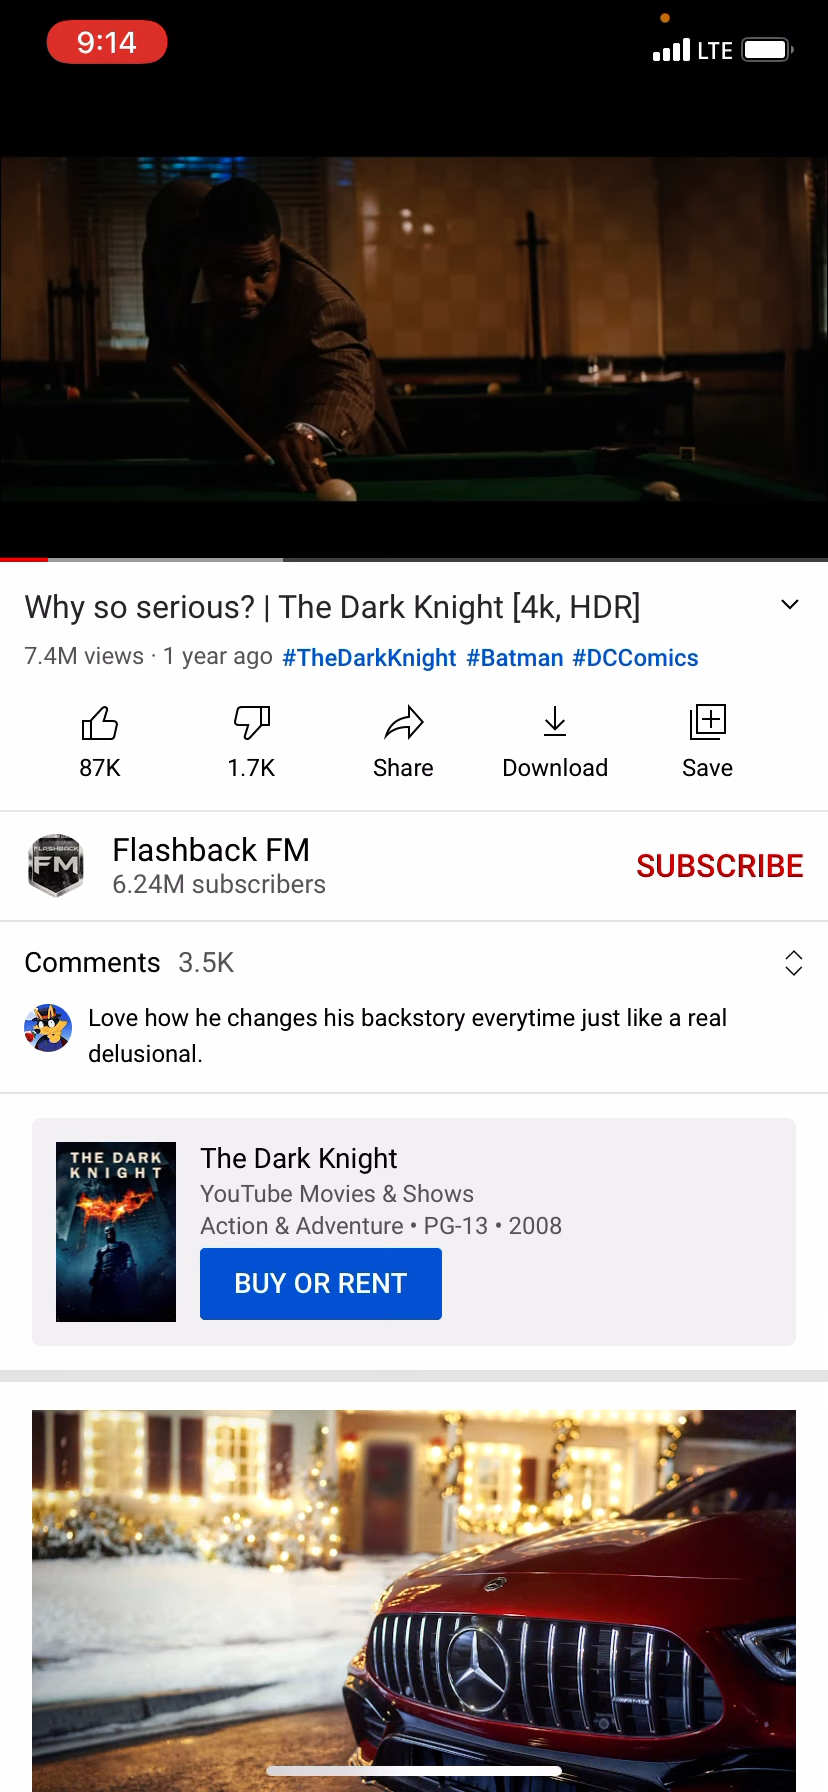 9:14
LTE
Why so serious? | The Dark Knight [4k, HDR]
7.4M views · 1 year ago #TheDarkKnight #Batman #DCComics
87K
1.7K
Share
Download
Save
FLASHBACK
FM
Flashback FM
6.24M subscribers
SUBSCRIBE
Comments 3.5K
Love how he changes his backstory everytime just like a real
delusional.
THE DARK
KNIGHT
The Dark Knight
YouTube Movies & Shows
Action & Adventure • PG-13 • 2008
BUY OR RENT
AMG